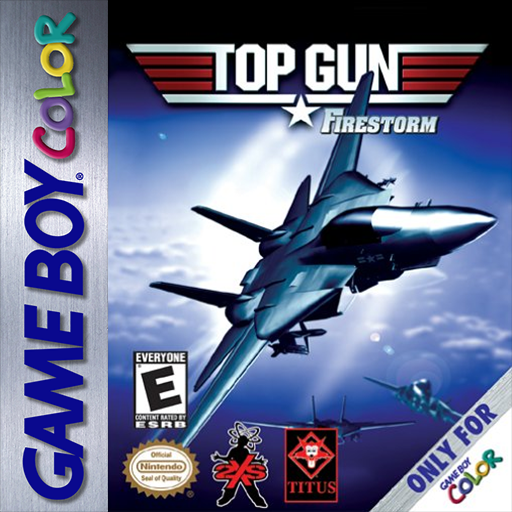 GAME BOY COLOR
TOP GUN
FIRESTORM
EVERYONE
E
CONTENT RATED BY
ESRB
Official
Nintendo
Seal of Quality
TITUS
ONLY FOR
GAME BOY
COLOR